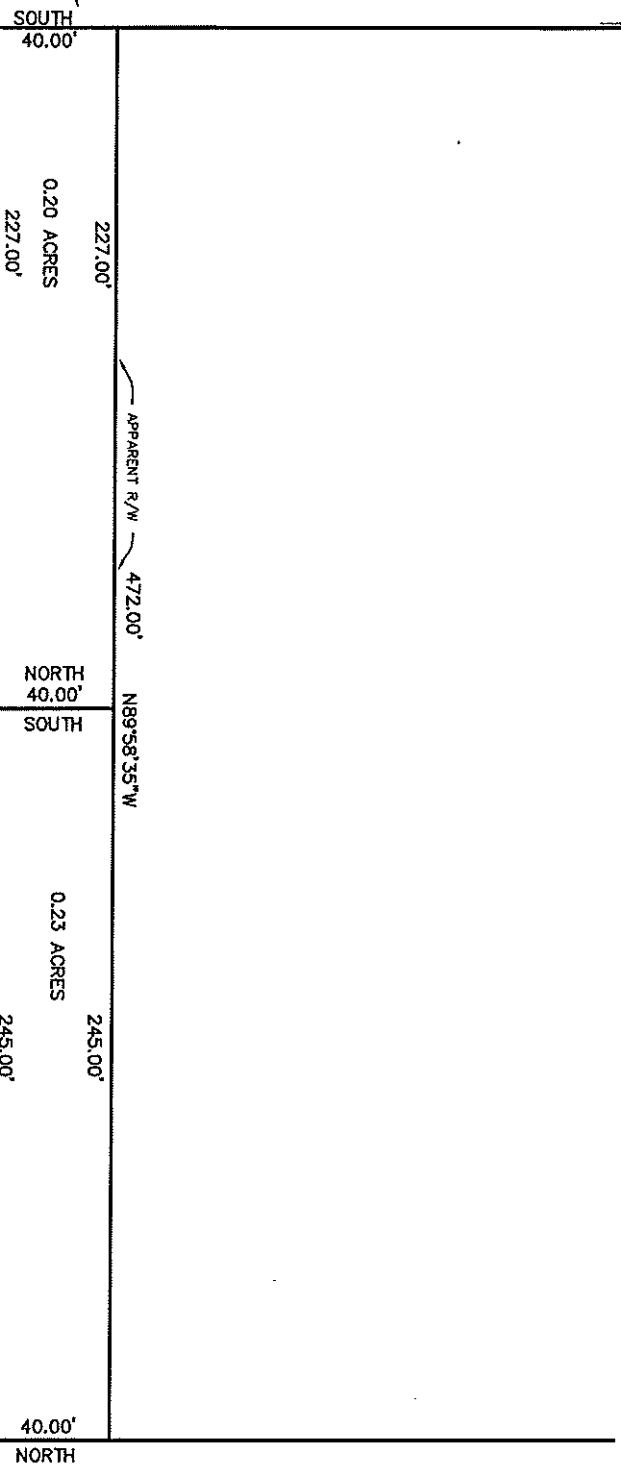 SOUTH
40.00'
0.20 ACRES
227.00'
227.00'
APPARENT R/W
472.00'
NORTH
40.00'
SOUTH
N89°58'35"W
0.23 ACRES
245.00'
245.00'
40.00'
NORTH